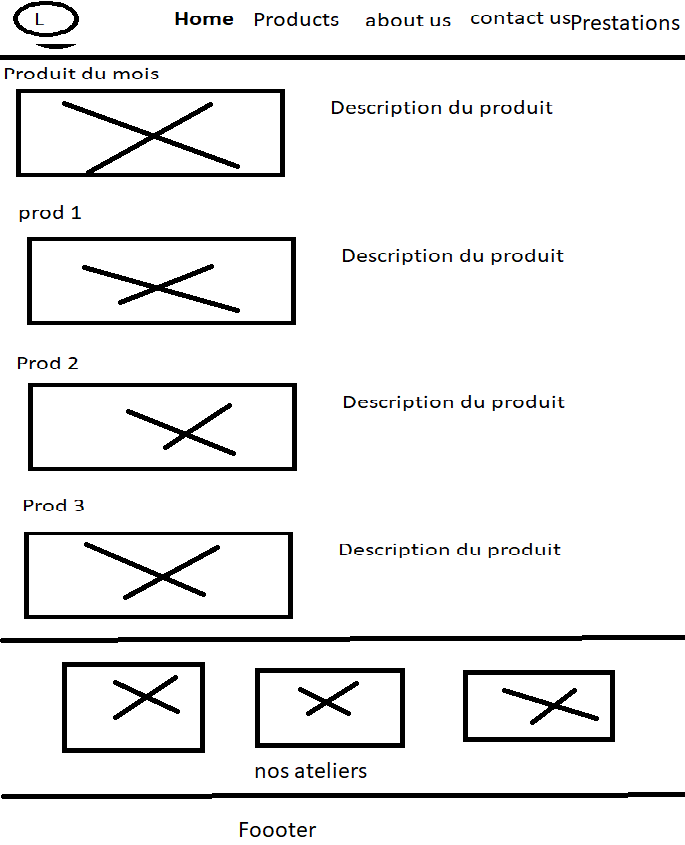 L Home Products about us contact us Prestations
Produit du mois
Description du produit
prod 1
Description du produit
Prod 2
Description du produit
Prod 3
Description du produit
nos ateliers
Foooter